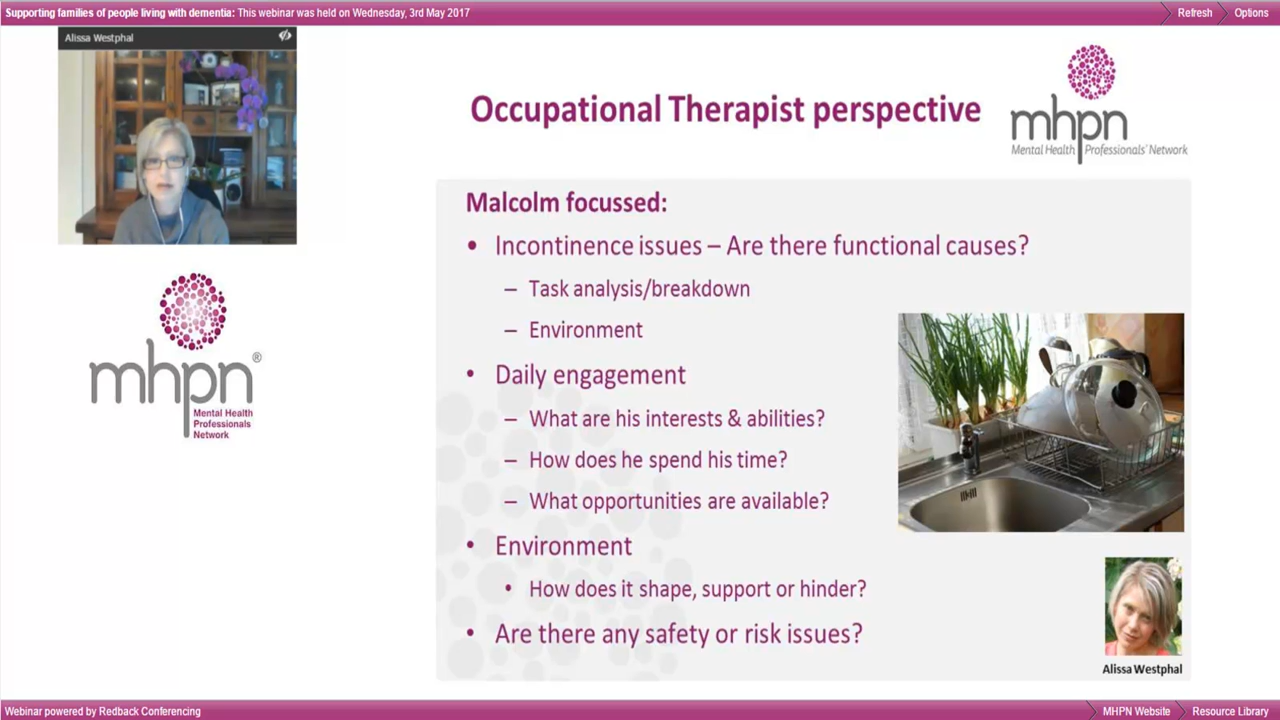 Supporting families of people living with dementia: This webinar was held on Wednesday, 3rd May 2017
Refresh
Options
Alissa Westphal
mhpn®
Mental Health
Professionals
Network
Occupational Therapist perspective
mhpn
Mental Health Professionals' Network
Malcolm focussed:
• Incontinence issues – Are there functional causes?
– Task analysis/breakdown
– Environment
• Daily engagement
– What are his interests & abilities?
– How does he spend his time?
– What opportunities are available?
• Environment
• How does it shape, support or hinder?
• Are there any safety or risk issues?
Alissa Westphal
Webinar powered by Redback Conferencing
MHPN Website
Resource Library